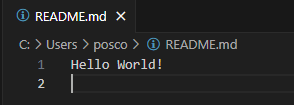 README.md
C: > Users > posco > README.md
1 Hello World!
2